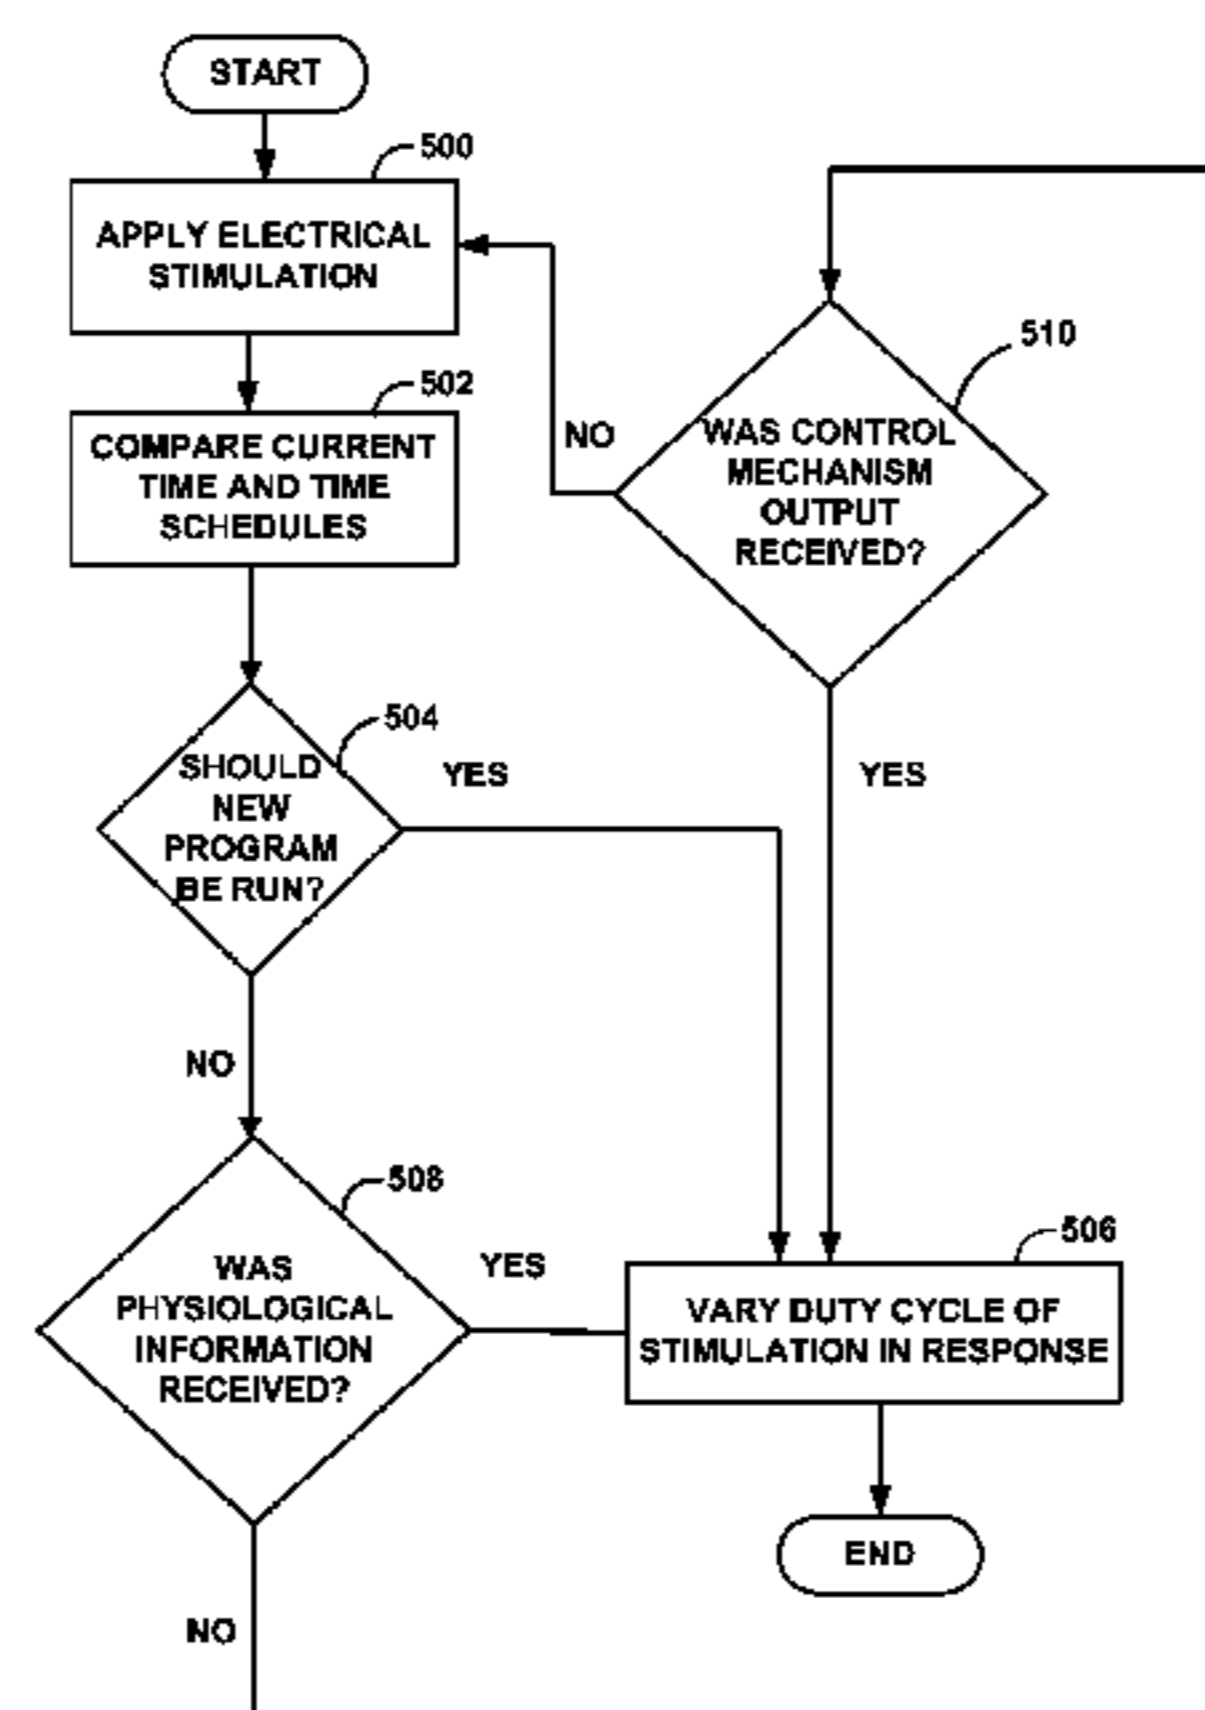 START
500
APPLY ELECTRICAL
STIMULATION
502
COMPARE CURRENT
TIME AND TIME
SCHEDULES
504
SHOULD
NEW
PROGRAM
BE RUN?
YES
NO
508
WAS
PHYSIOLOGICAL
INFORMATION
RECEIVED?
YES
NO
510
WAS CONTROL
MECHANISM
OUTPUT
RECEIVED?
NO
YES
506
VARY DUTY CYCLE OF
STIMULATION IN RESPONSE
END